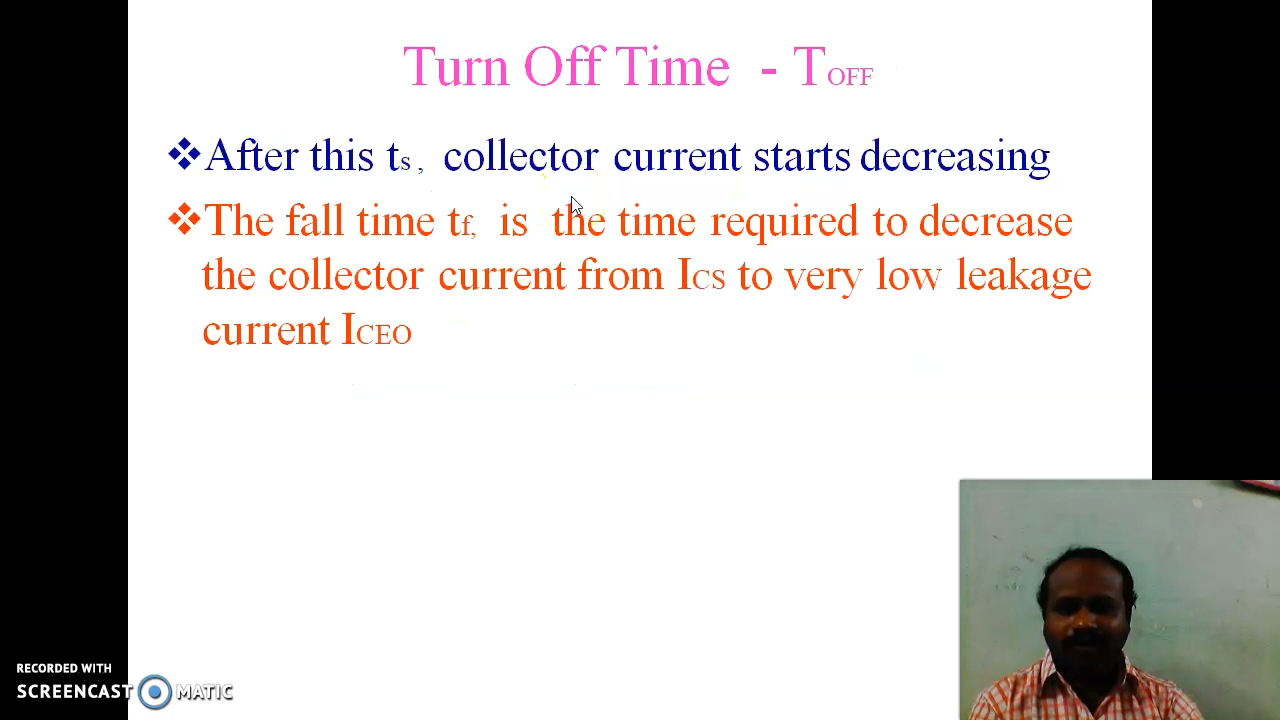 Turn Off Time - TOFF
❖After this ts , collector current starts decreasing
❖The fall time tf, is the time required to decrease
the collector current from ICS to very low leakage
current ICEO
RECORDED WITH
SCREENCAST MATIC